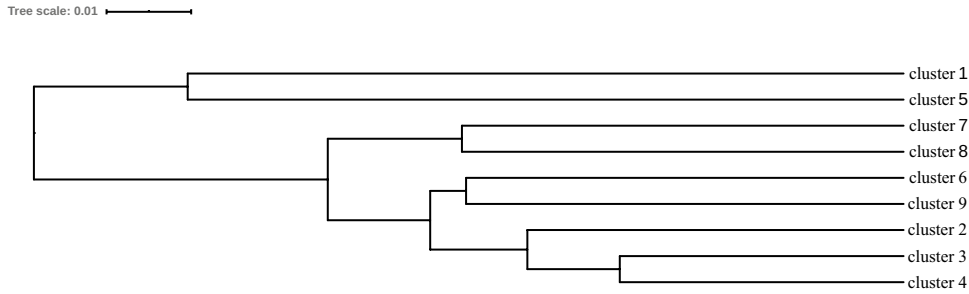 Tree scale: 0.01
cluster 1
cluster 5
cluster 7
cluster 8
cluster 6
cluster 9
cluster 2
cluster 3
cluster 4